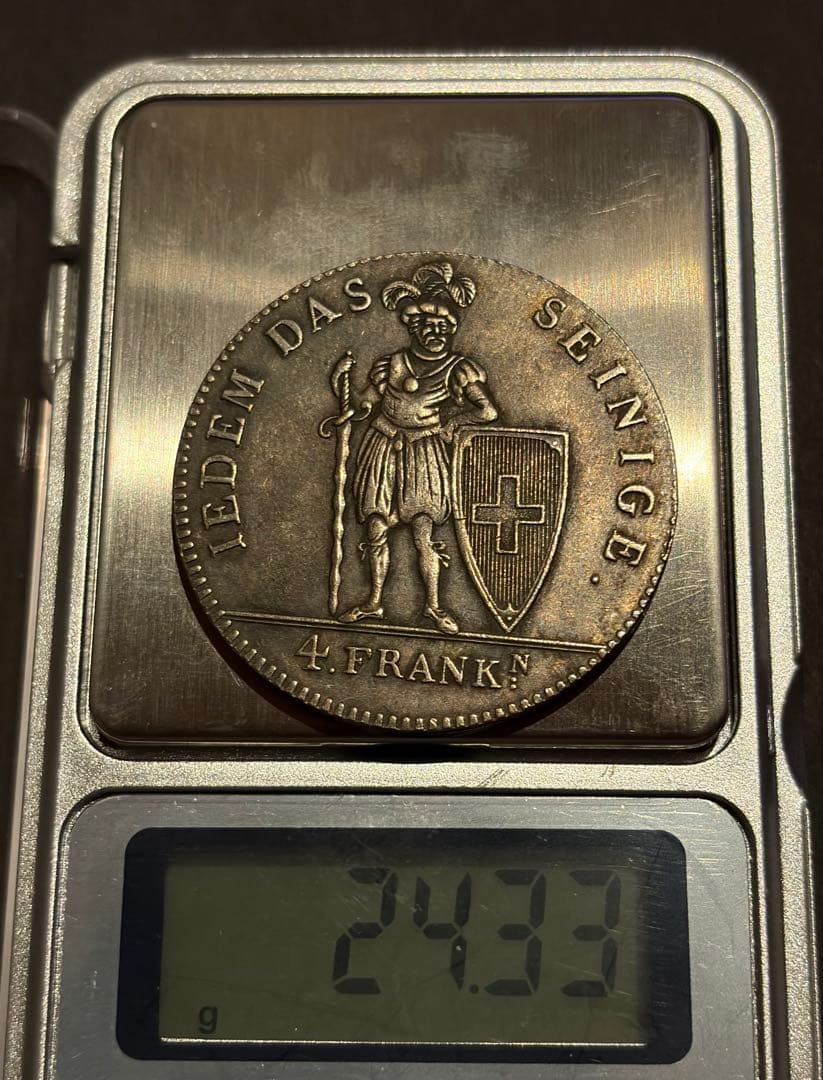 IEDEM DAS SEINIGE.
4. FRANK:N
24.33
g